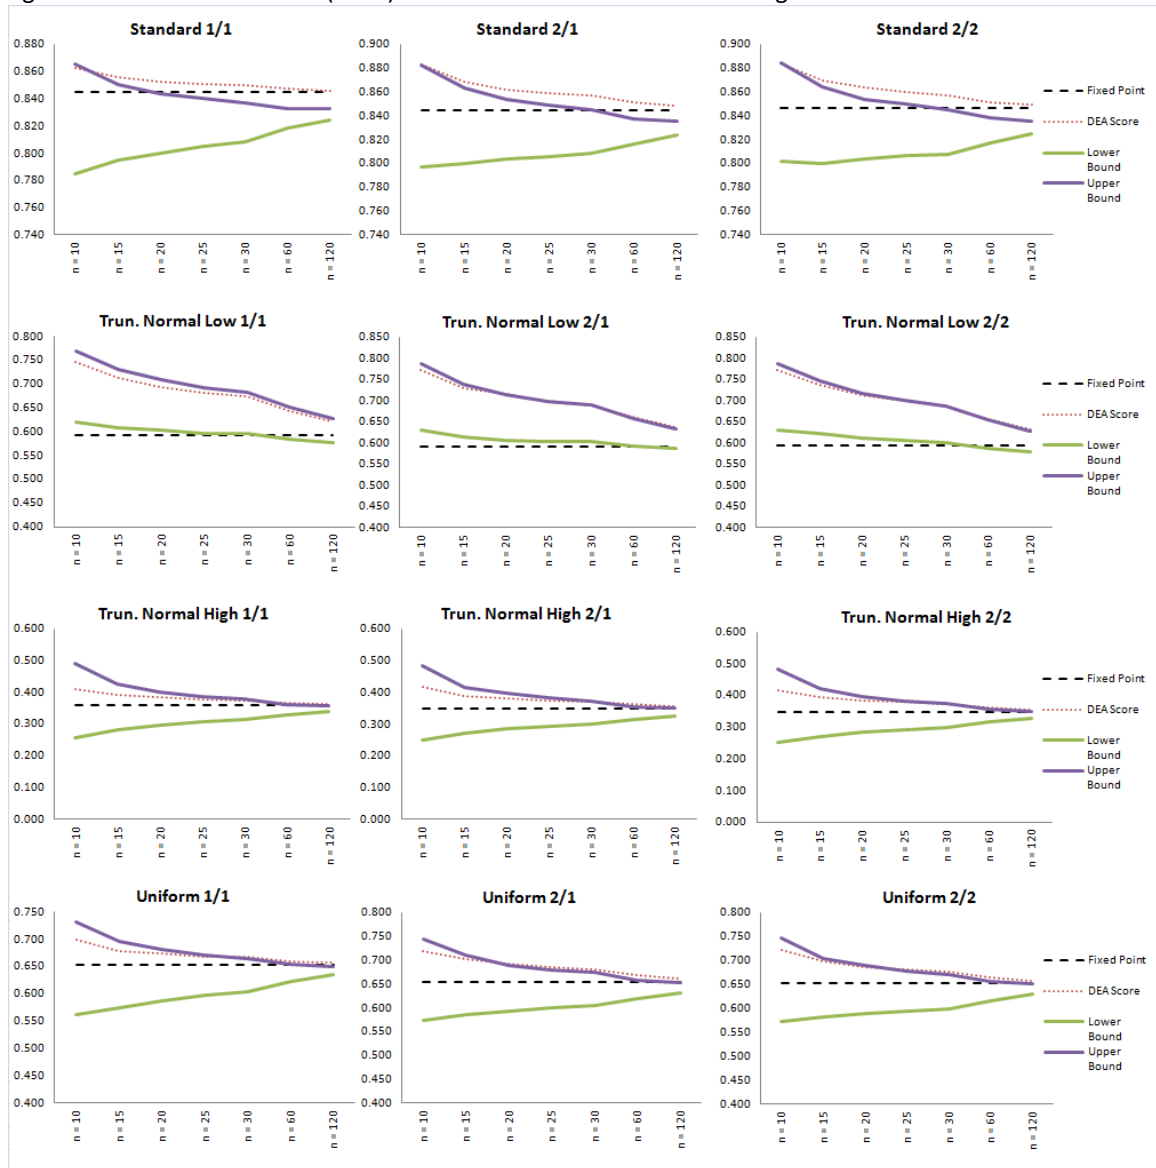 Standard 1/1
0.880
0.860
0.840
0.820
0.800
0.780
0.760
0.740
n = 10
n = 15
n = 20
n = 25
n = 30
n = 60
n = 120
Standard 2/1
0.900
0.880
0.860
0.840
0.820
0.800
0.780
0.760
0.740
n = 10
n = 15
n = 20
n = 25
n = 30
n = 60
n = 120
Standard 2/2
0.900
0.880
0.860
0.840
0.820
0.800
0.780
0.760
0.740
n = 10
n = 15
n = 20
n = 25
n = 30
n = 60
n = 120
Fixed Point
DEA Score
Lower
Bound
Upper
Bound
Trun. Normal Low 1/1
0.800
0.750
0.700
0.650
0.600
0.550
0.500
0.450
0.400
n = 10
n = 15
n = 20
n = 25
n = 30
n = 60
n = 120
Trun. Normal Low 2/1
0.850
0.800
0.750
0.700
0.650
0.600
0.550
0.500
0.450
0.400
n = 10
n = 15
n = 20
n = 25
n = 30
n = 60
n = 120
Trun. Normal Low 2/2
0.850
0.800
0.750
0.700
0.650
0.600
0.550
0.500
0.450
0.400
n = 10
n = 15
n = 20
n = 25
n = 30
n = 60
n = 120
Fixed Point
DEA Score
Lower
Bound
Upper
Bound
Trun. Normal High 1/1
0.600
0.500
0.400
0.300
0.200
0.100
0.000
n = 10
n = 15
n = 20
n = 25
n = 30
n = 60
n = 120
Trun. Normal High 2/1
0.600
0.500
0.400
0.300
0.200
0.100
0.000
n = 10
n = 15
n = 20
n = 25
n = 30
n = 60
n = 120
Trun. Normal High 2/2
0.600
0.500
0.400
0.300
0.200
0.100
0.000
n = 10
n = 15
n = 20
n = 25
n = 30
n = 60
n = 120
Fixed Point
DEA Score
Lower
Bound
Upper
Bound
Uniform 1/1
0.750
0.700
0.650
0.600
0.550
0.500
0.450
0.400
n = 10
n = 15
n = 20
n = 25
n = 30
n = 60
n = 120
Uniform 2/1
0.800
0.750
0.700
0.650
0.600
0.550
0.500
0.450
0.400
n = 10
n = 15
n = 20
n = 25
n = 30
n = 60
n = 120
Uniform 2/2
0.800
0.750
0.700
0.650
0.600
0.550
0.500
0.450
0.400
n = 10
n = 15
n = 20
n = 25
n = 30
n = 60
n = 120
Fixed Point
DEA Score
Lower
Bound
Upper
Bound